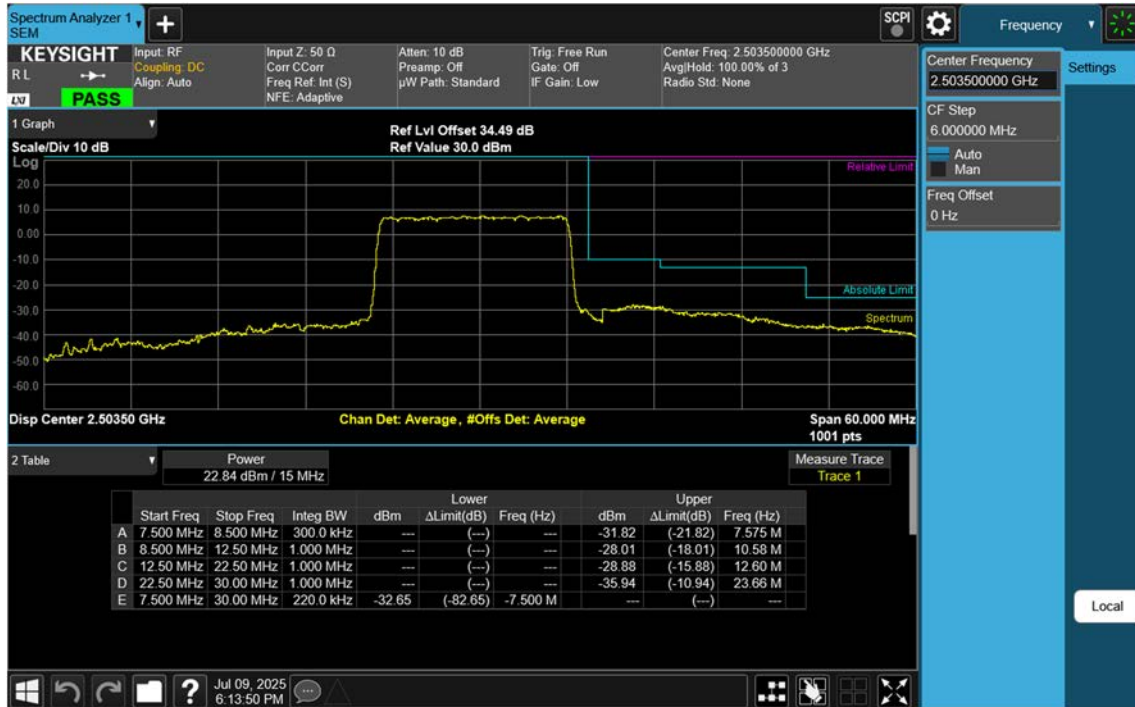 Spectrum Analyzer 1
SEM
SCPI
Frequency
KEYSIGHT
R L
LXI
PASS
Input: RF
Coupling: DC
Align: Auto
Input Z: 50 Ω
Corr CCorr
Freq Ref: Int (S)
NFE: Adaptive
Atten: 10 dB
Preamp: Off
µW Path: Standard
Trig: Free Run
Gate: Off
IF Gain: Low
Center Freq: 2.503500000 GHz
Avg|Hold: 100.00% of 3
Radio Std: None
Center Frequency
2.503500000 GHz
Settings
CF Step
6.000000 MHz
Auto
Man
Freq Offset
0 Hz
1 Graph
Scale/Div 10 dB
Ref Lvl Offset 34.49 dB
Ref Value 30.0 dBm
Log
20.0
10.0
0.00
-10.0
-20.0
-30.0
-40.0
-50.0
-60.0
Relative Limit
Absolute Limit
Spectrum
Disp Center 2.50350 GHz
Chan Det: Average, #Offs Det: Average
Span 60.000 MHz
1001 pts
2 Table
Power
22.84 dBm / 15 MHz
Measure Trace
Trace 1
Lower Upper
Start Freq Stop Freq Integ BW dBm ΔLimit(dB) Freq (Hz) dBm ΔLimit(dB) Freq (Hz)
A 7.500 MHz 8.500 MHz 300.0 kHz --- (---) --- -31.82 (-21.82) 7.575 M
B 8.500 MHz 12.50 MHz 1.000 MHz --- (---) --- -28.01 (-18.01) 10.58 M
C 12.50 MHz 22.50 MHz 1.000 MHz --- (---) --- -28.88 (-15.88) 12.60 M
D 22.50 MHz 30.00 MHz 1.000 MHz --- (---) --- -35.94 (-10.94) 23.66 M
E 7.500 MHz 30.00 MHz 220.0 kHz -32.65 (-82.65) -7.500 M --- (---) ---
Local
Jul 09, 2025
6:13:50 PM